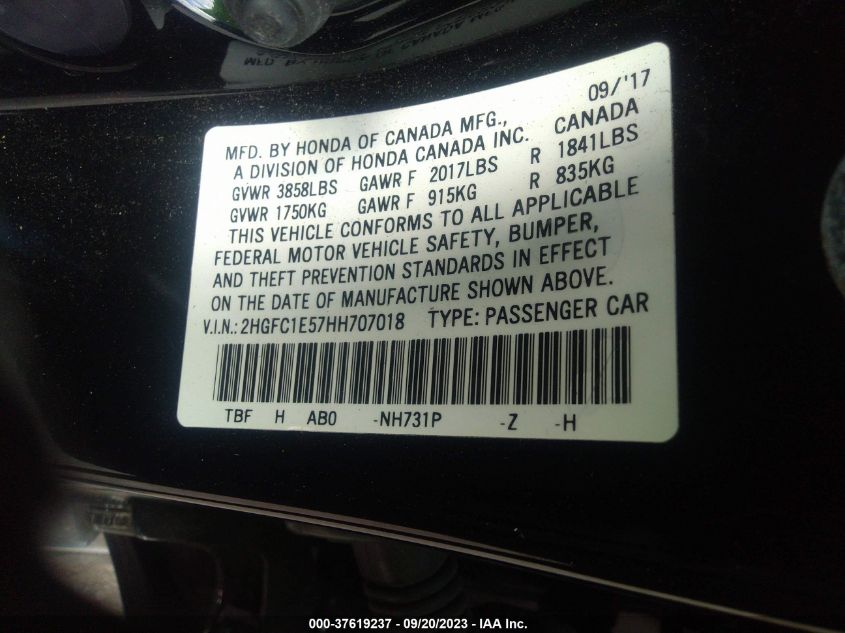 09/'17
MFD. BY HONDA OF CANADA MFG., CANADA
A DIVISION OF HONDA CANADA INC.
GVWR 3858LBS GAWR F 2017LBS R 1841LBS
GVWR 1750KG GAWR F 915KG R 835KG
THIS VEHICLE CONFORMS TO ALL APPLICABLE
FEDERAL MOTOR VEHICLE SAFETY, BUMPER,
AND THEFT PREVENTION STANDARDS IN EFFECT
ON THE DATE OF MANUFACTURE SHOWN ABOVE.
V.I.N.: 2HGFC1E57HH707018 TYPE: PASSENGER CAR
TBF H AB0 -NH731P -Z -H
000-37619237 - 09/20/2023 - IAA Inc.